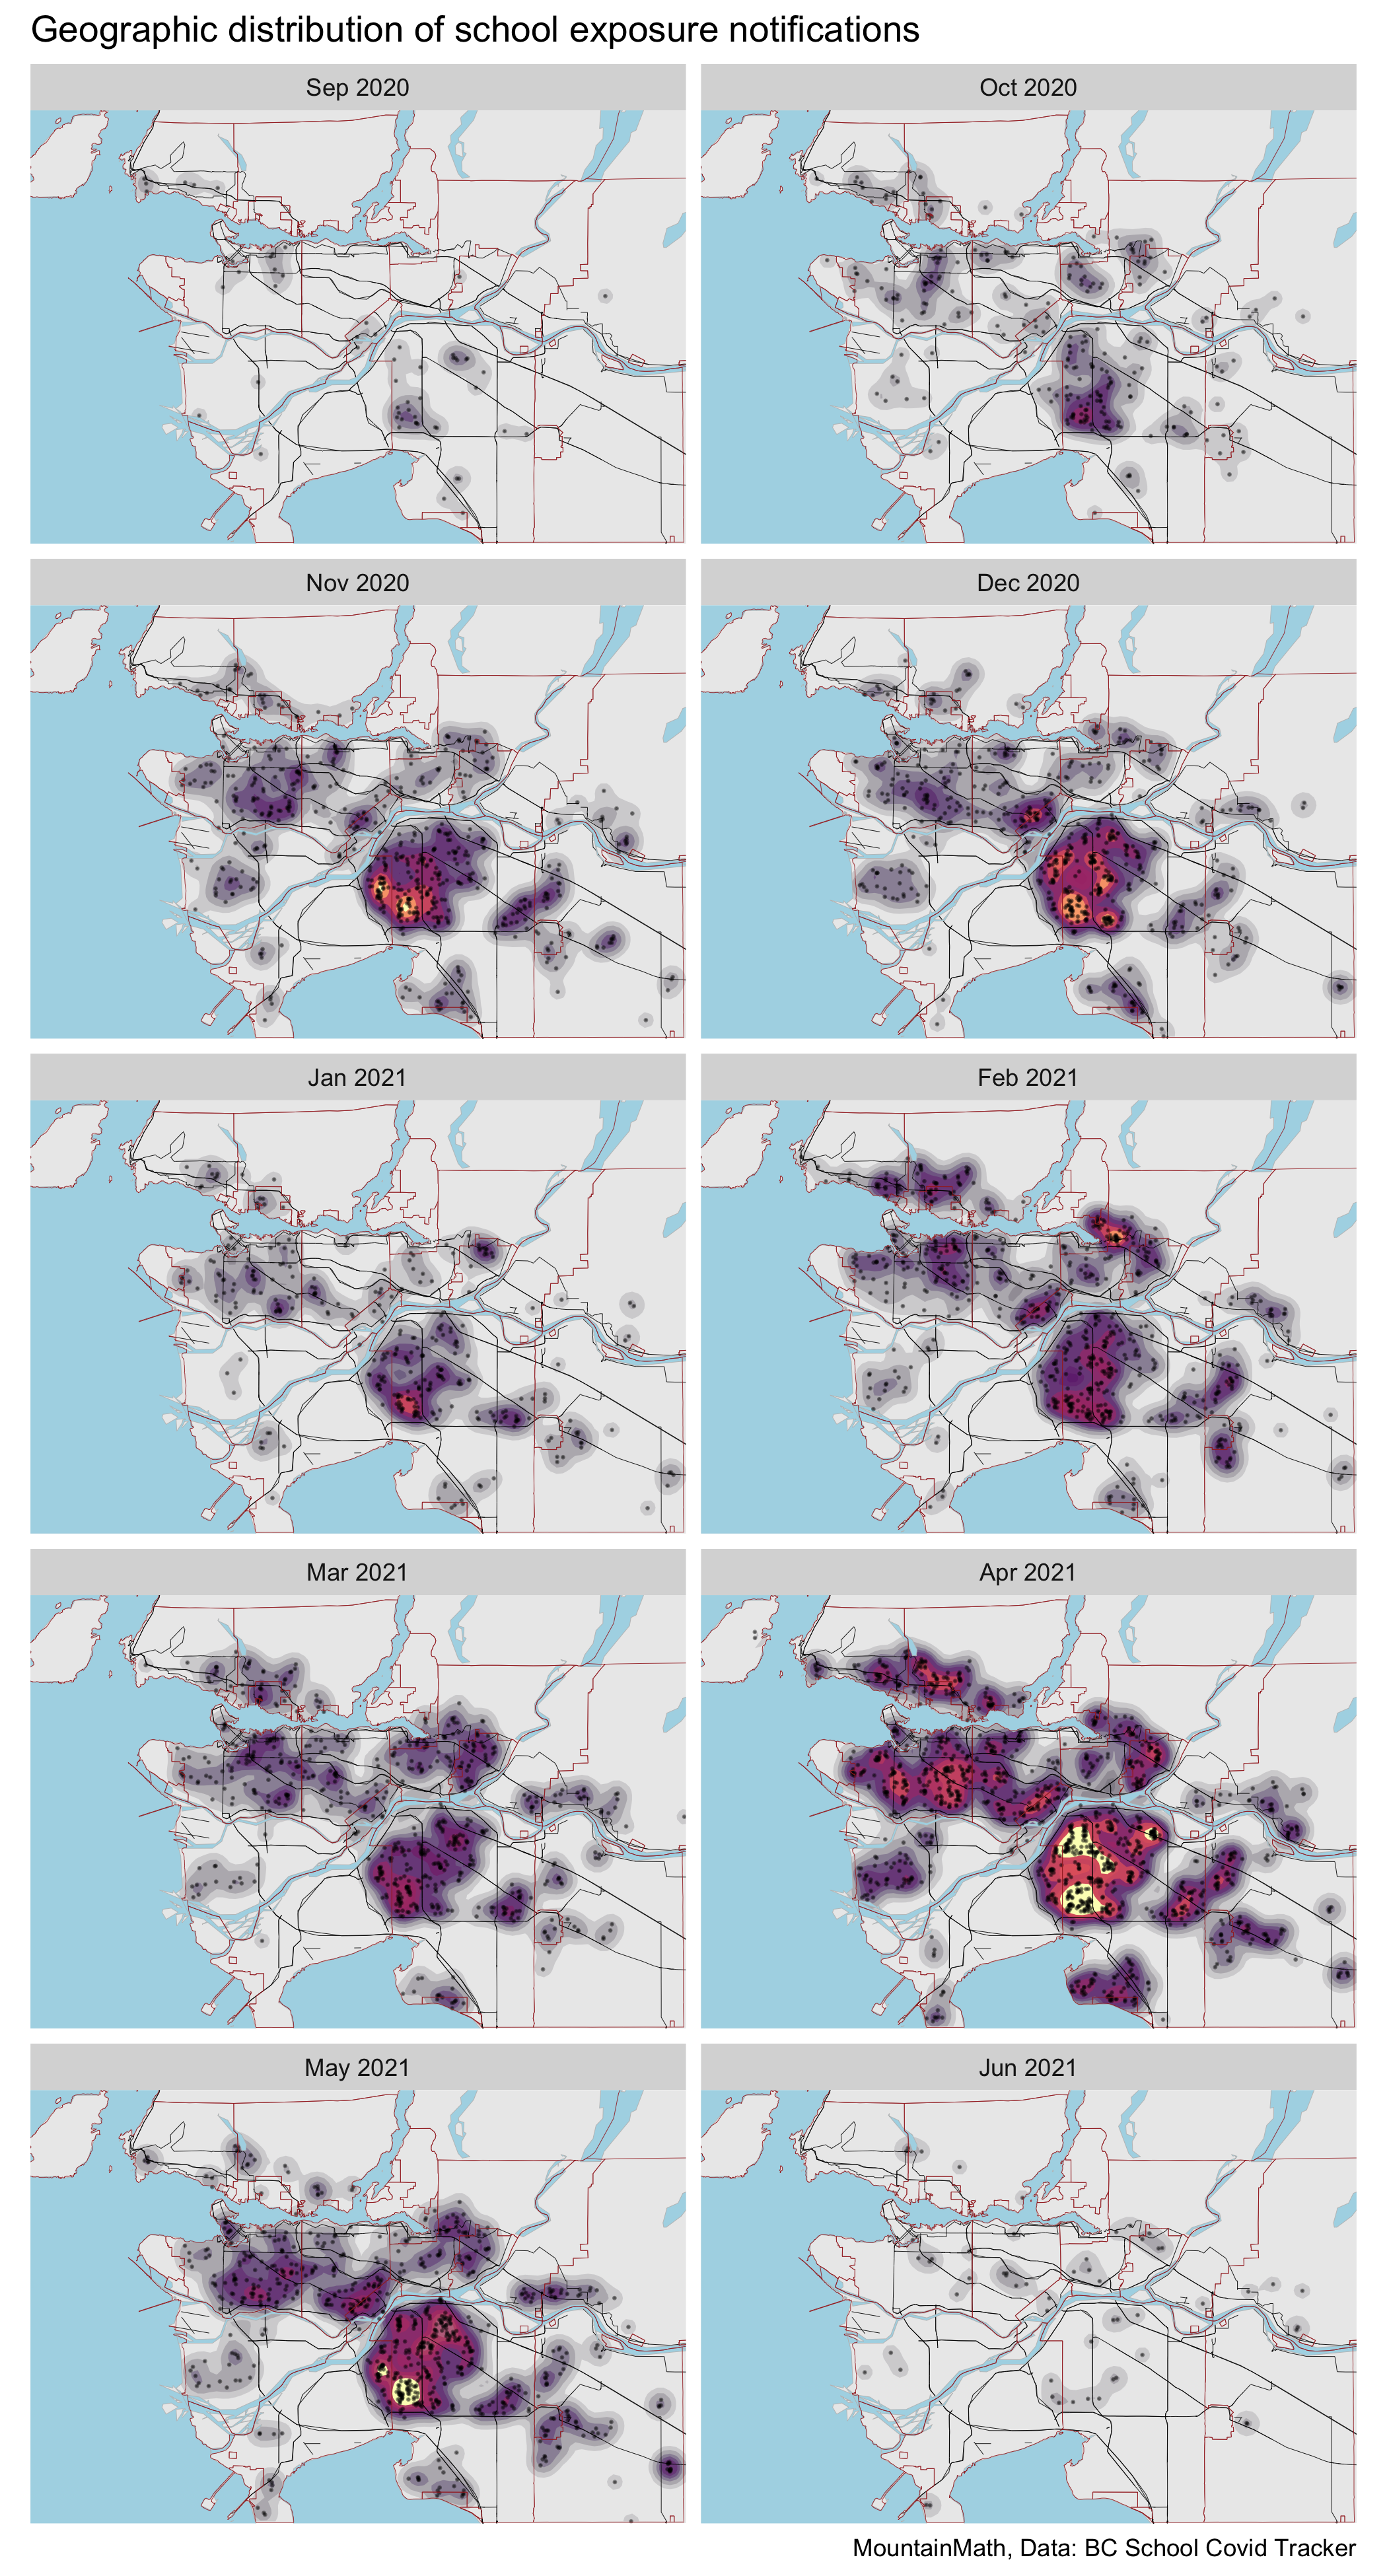 Geographic distribution of school exposure notifications
Sep 2020
Oct 2020
Nov 2020
Dec 2020
Jan 2021
Feb 2021
Mar 2021
Apr 2021
May 2021
Jun 2021
MountainMath, Data: BC School Covid Tracker